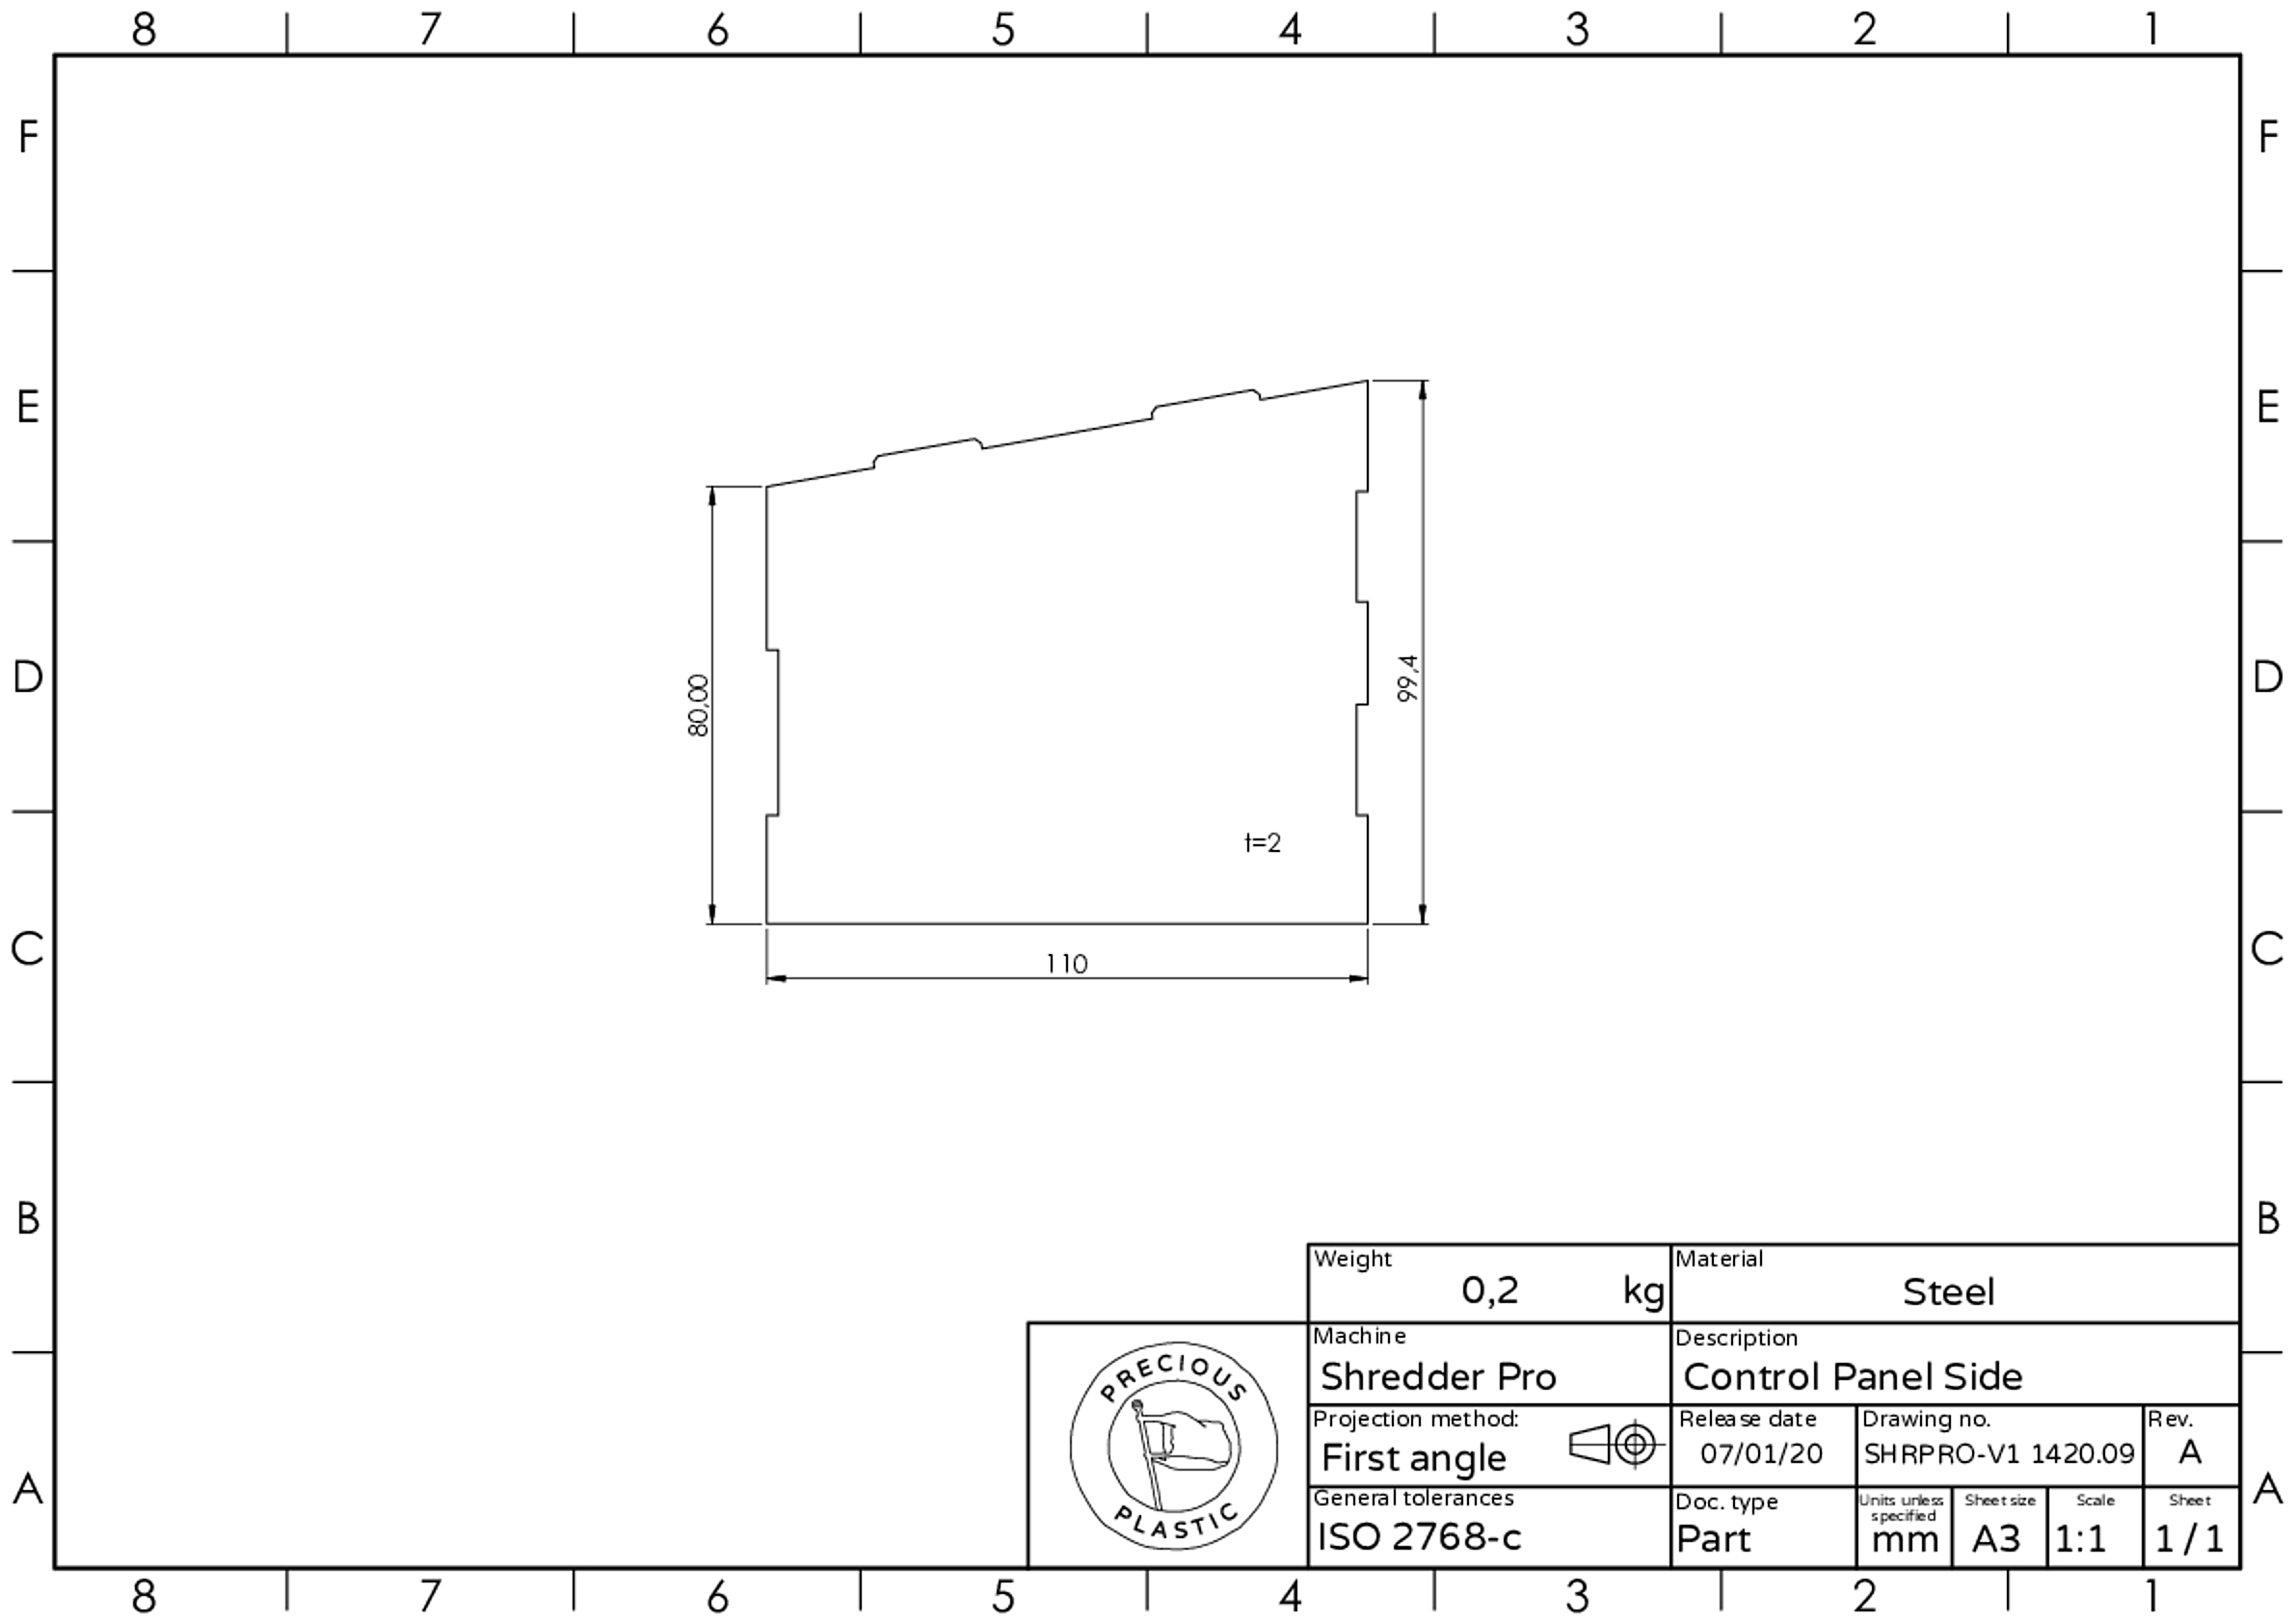 8 7 6 5 4 3 2 1
F F
E E
D D
C C
B B
A A
80,00
99,4
t=2
110
Weight
0,2 kg
Material
Steel
PRECIOUS
PLASTIC
Machine
Shredder Pro
Description
Control Panel Side
Projection method:
First angle
Release date
07/01/20
Drawing no.
SHRPRO-V1 1420.09
Rev.
A
General tolerances
ISO 2768-c
Doc. type
Part
Units unless
specified
mm
Sheet size
A3
Scale
1:1
Sheet
1 / 1
8 7 6 5 4 3 2 1